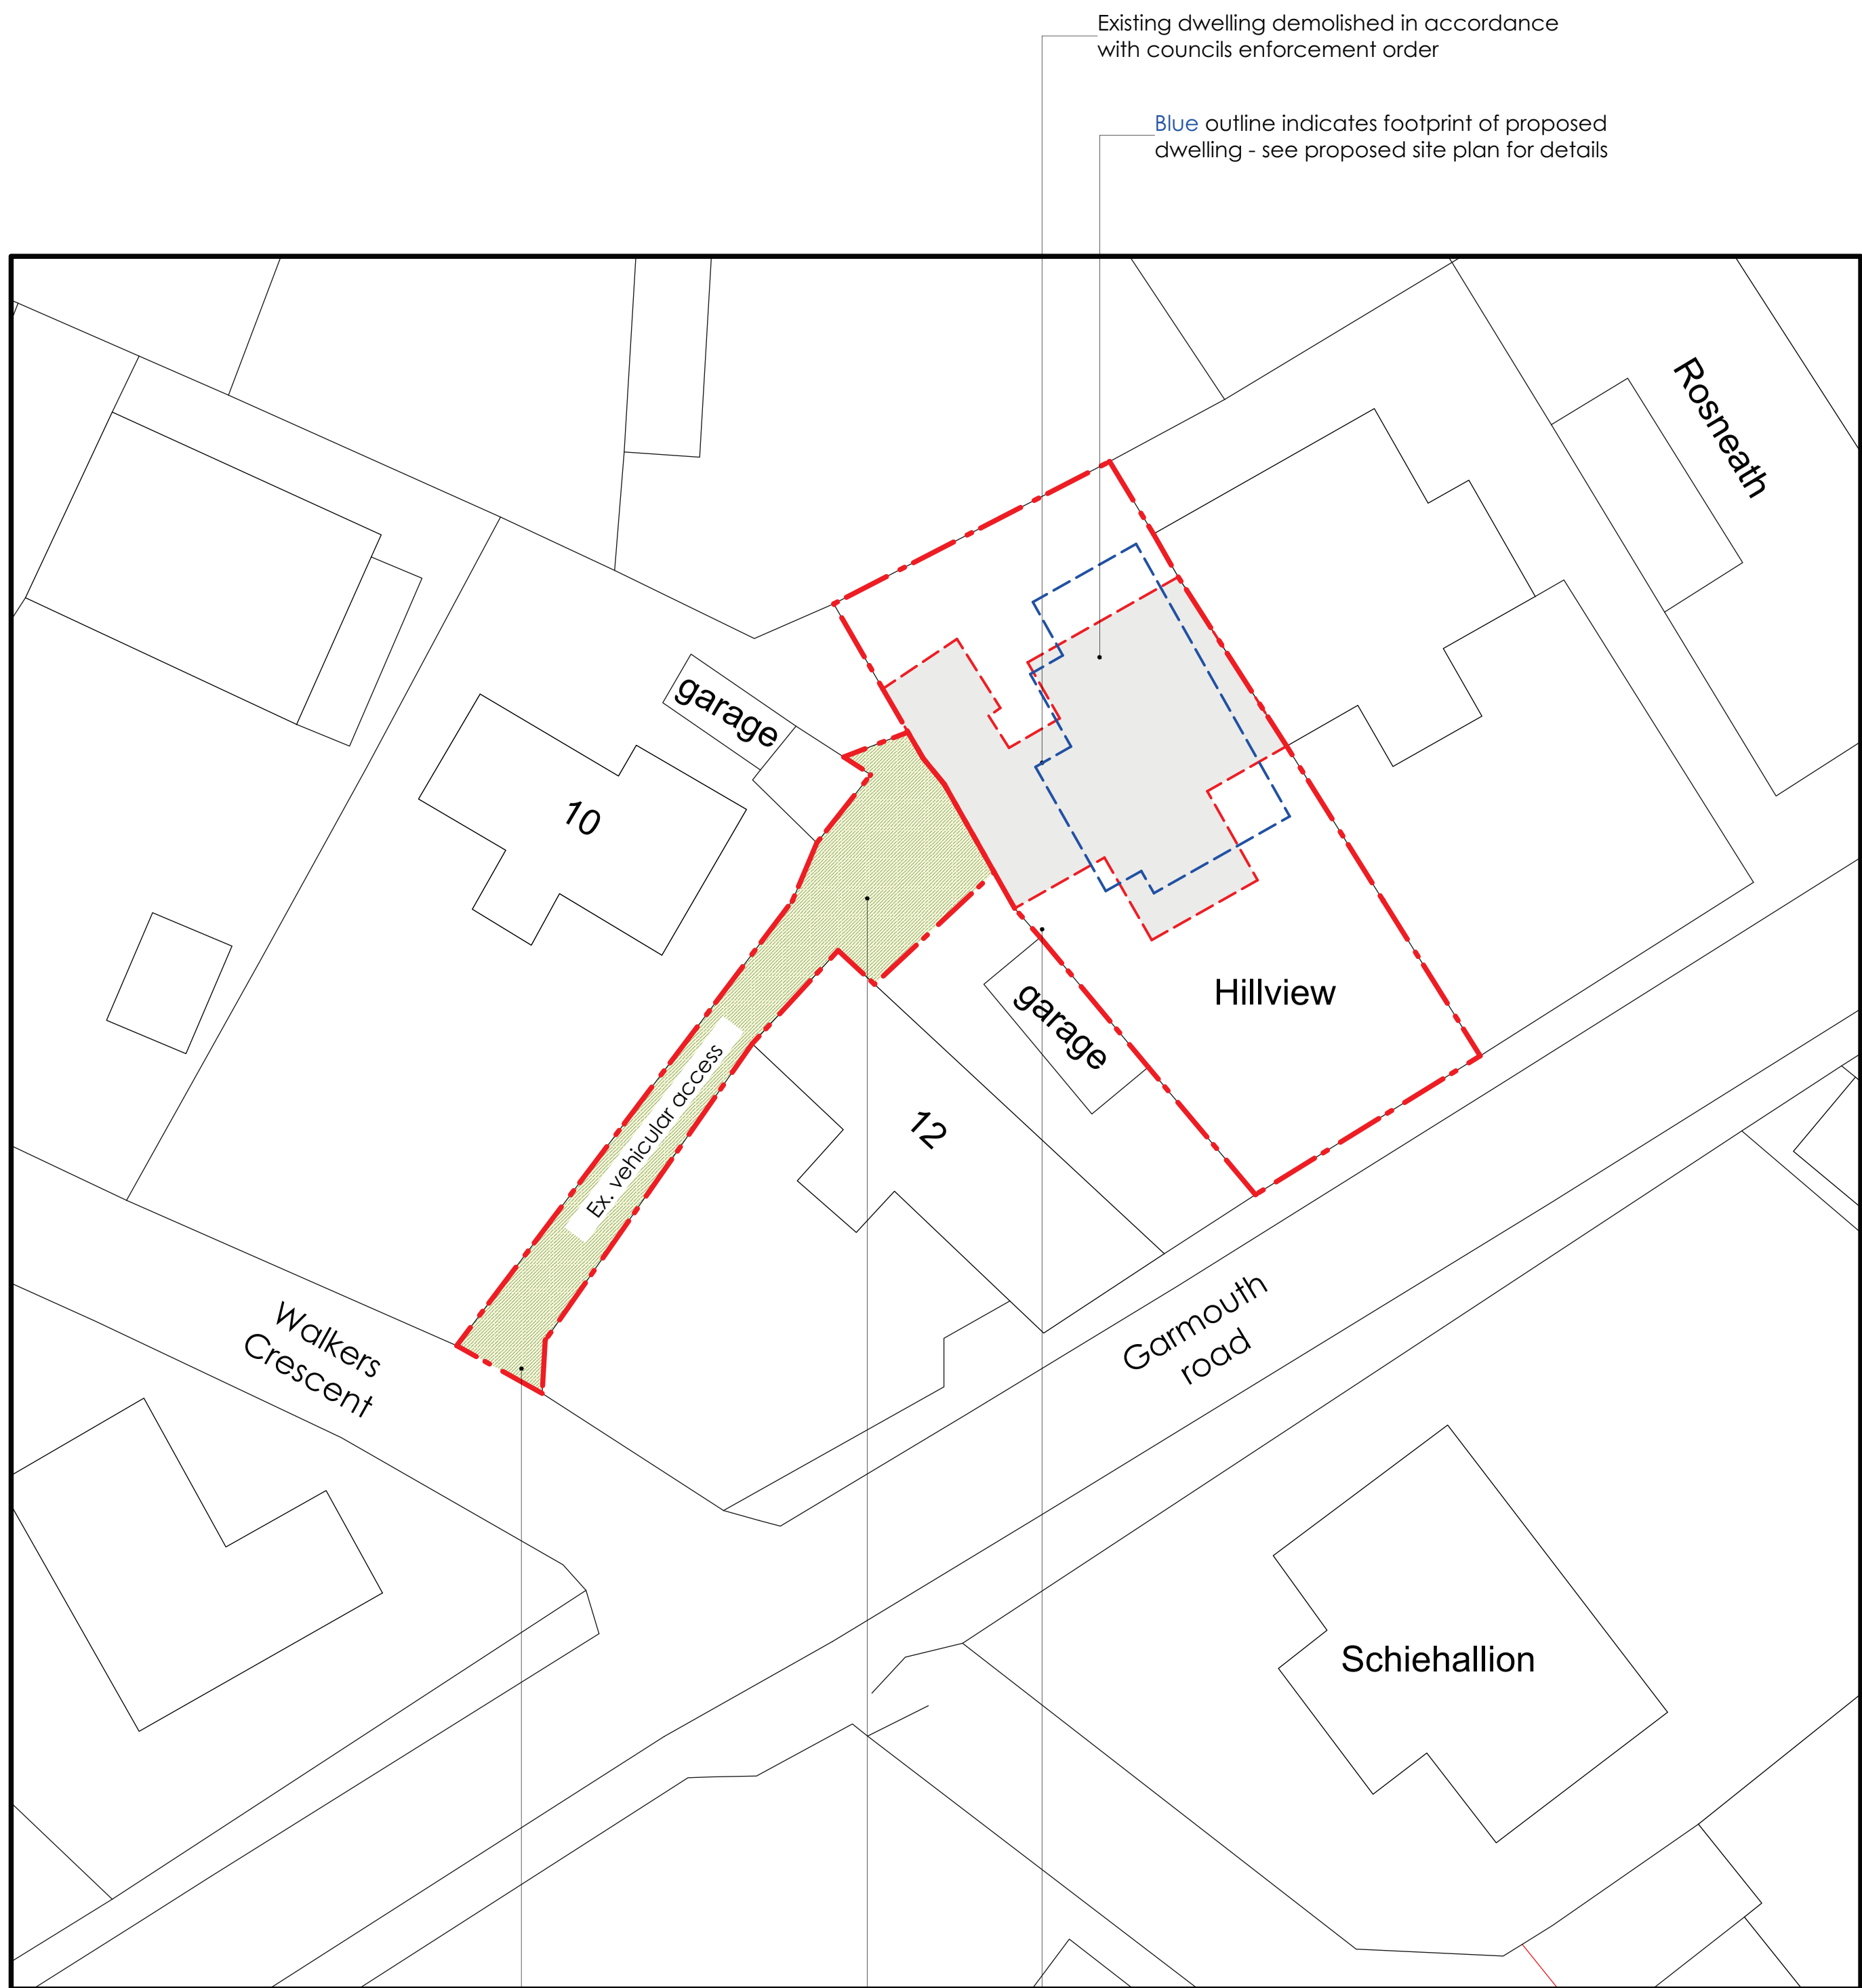 Existing dwelling demolished in accordance
with councils enforcement order
Blue outline indicates footprint of proposed
dwelling - see proposed site plan for details
Rosneath
garage
10
Hillview
garage
Ex. vehicular access
12
Walkers
Crescent
Garmouth
road
Schiehallion